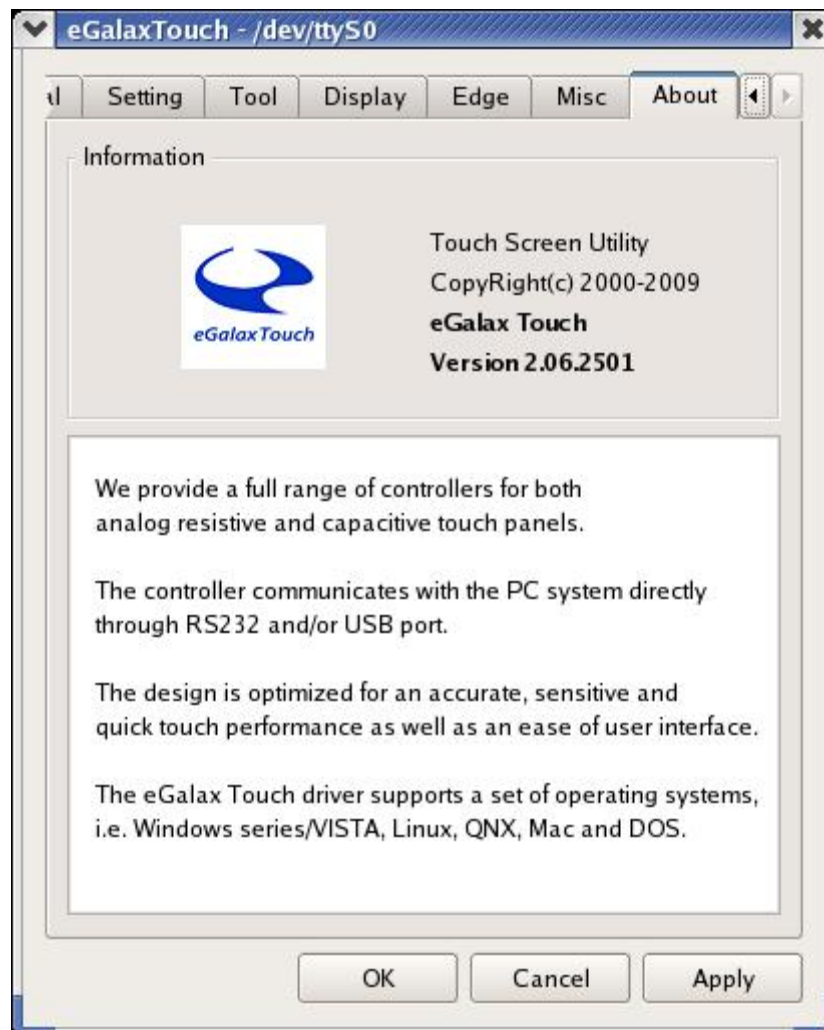 eGalaxTouch - /dev/ttyS0
al Setting Tool Display Edge Misc About
Information
eGalaxTouch
Touch Screen Utility
CopyRight(c) 2000-2009
eGalax Touch
Version 2.06.2501
We provide a full range of controllers for both
analog resistive and capacitive touch panels.
The controller communicates with the PC system directly
through RS232 and/or USB port.
The design is optimized for an accurate, sensitive and
quick touch performance as well as an ease of user interface.
The eGalax Touch driver supports a set of operating systems,
i.e. Windows series/VISTA, Linux, QNX, Mac and DOS.
OK Cancel Apply